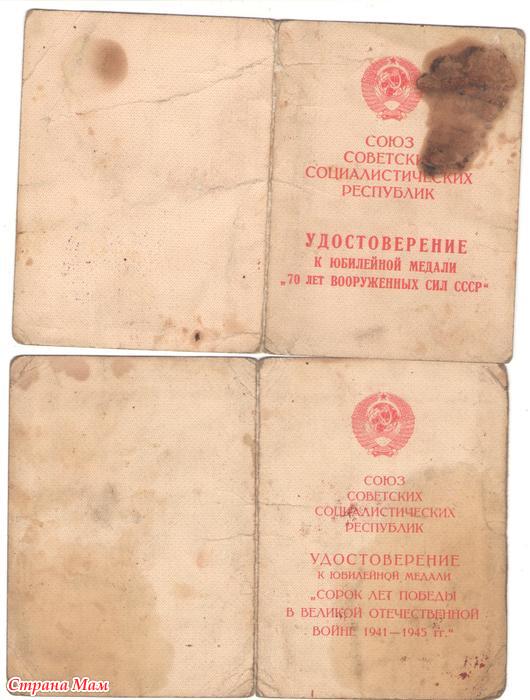 СОЮЗ
СОВЕТСКИХ
СОЦИАЛИСТИЧЕСКИХ
РЕСПУБЛИК
УДОСТОВЕРЕНИЕ
К ЮБИЛЕЙНОЙ МЕДАЛИ
„70 ЛЕТ ВООРУЖЕННЫХ СИЛ СССР“
СОЮЗ
СОВЕТСКИХ
СОЦИАЛИСТИЧЕСКИХ
РЕСПУБЛИК
УДОСТОВЕРЕНИЕ
К ЮБИЛЕЙНОЙ МЕДАЛИ
„СОРОК ЛЕТ ПОБЕДЫ
В ВЕЛИКОЙ ОТЕЧЕСТВЕННОЙ
ВОЙНЕ 1941—1945 гг.“
Страна Мам